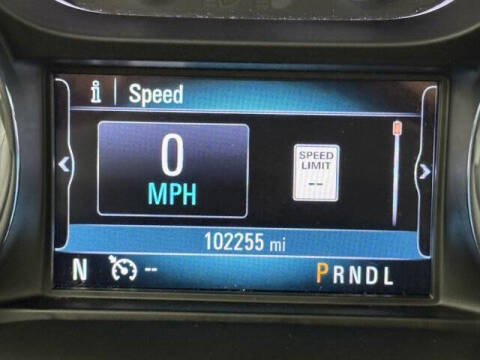 i Speed
0
MPH
SPEED
LIMIT
--
102255 mi
N -- PRNDL